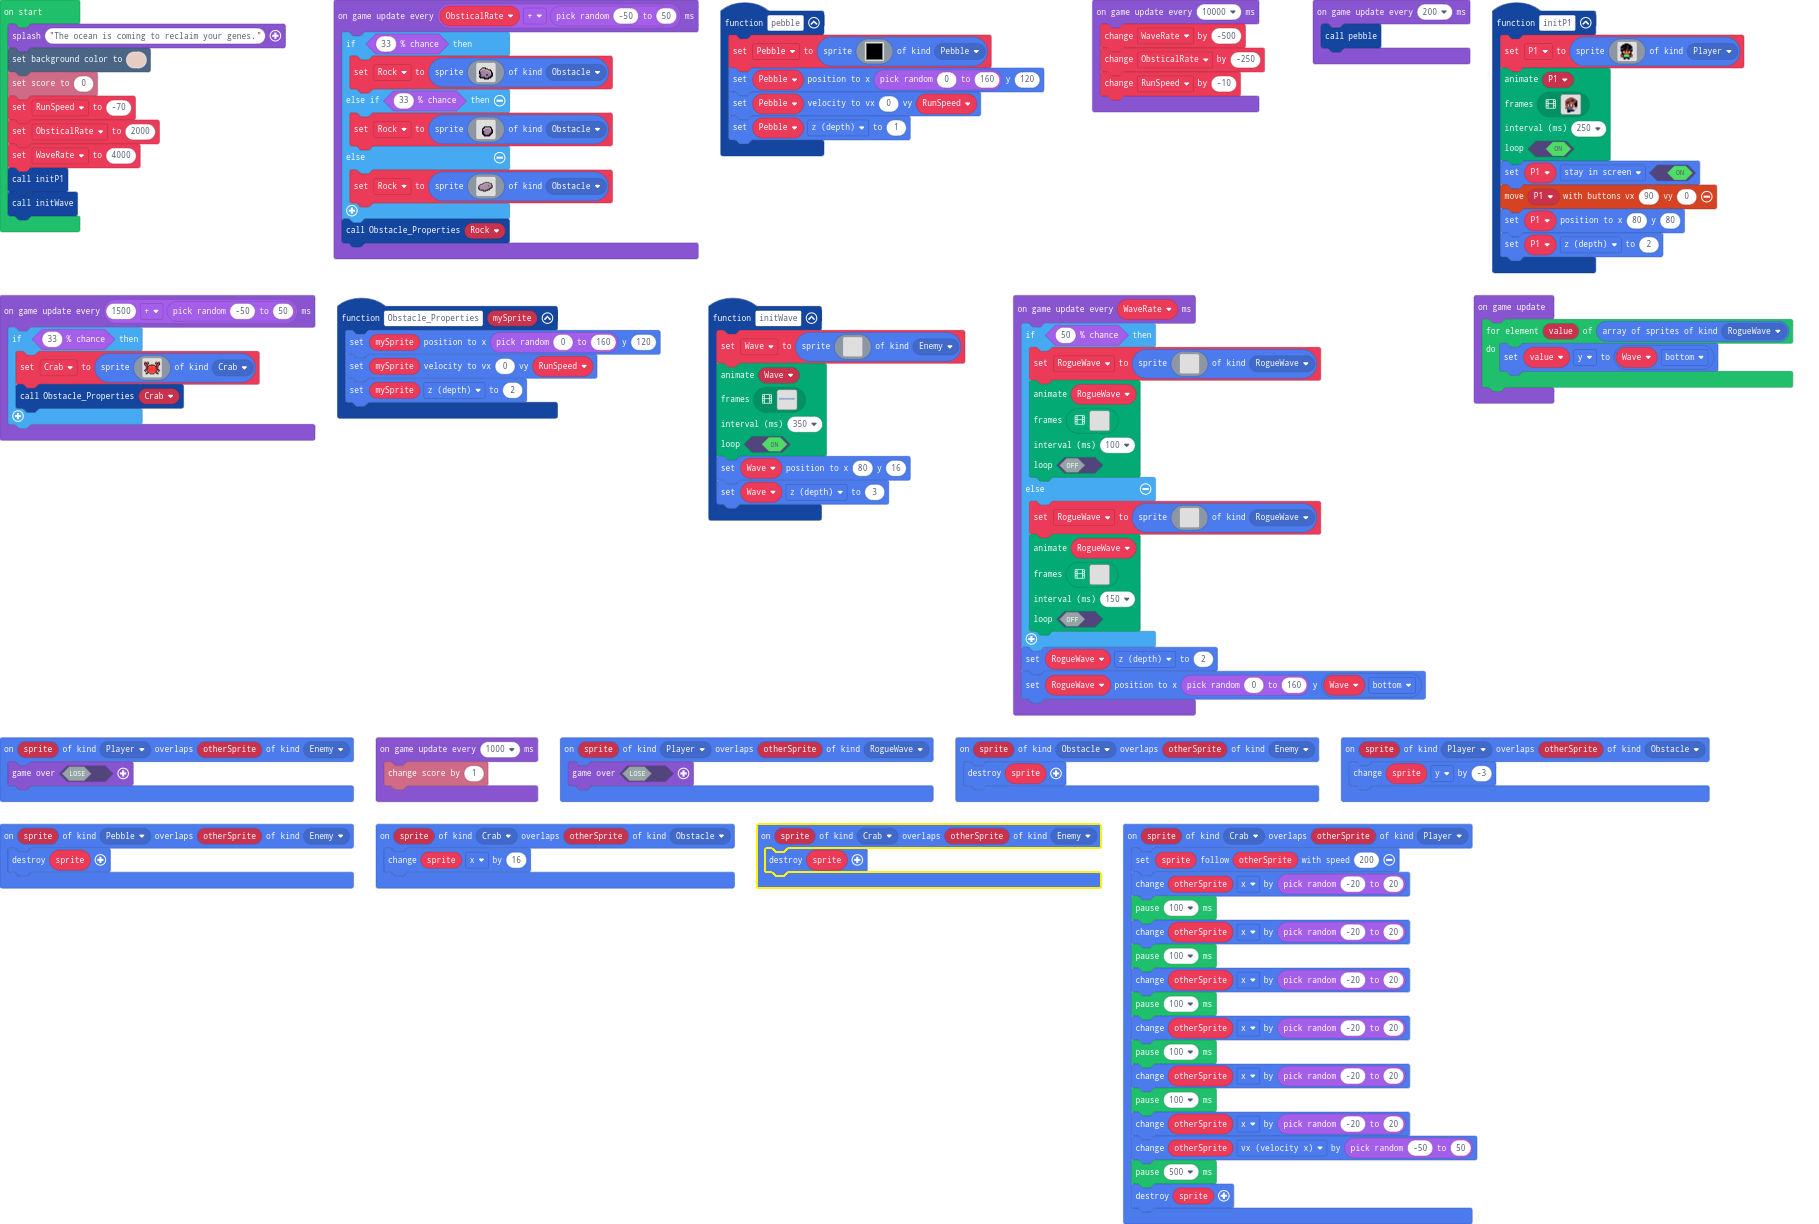 on start
splash "The ocean is coming to reclaim your genes."
set background color to
set score to 0
set RunSpeed to -70
set ObsticalRate to 2000
set WaveRate to 4000
call initP1
call initWave
on game update every ObsticalRate + pick random -50 to 50 ms
if 33 % chance then
set Rock to sprite of kind Obstacle
else if 33 % chance then
set Rock to sprite of kind Obstacle
else
set Rock to sprite of kind Obstacle
call Obstacle_Properties Rock
function pebble
set Pebble to sprite of kind Pebble
set Pebble position to x pick random 0 to 160 y 120
set Pebble velocity to vx 0 vy RunSpeed
set Pebble z (depth) to 1
on game update every 10000 ms
change WaveRate by -500
change ObsticalRate by -250
change RunSpeed by -10
on game update every 200 ms
call pebble
function initP1
set P1 to sprite of kind Player
animate P1
frames
interval (ms) 250
loop ON
set P1 stay in screen ON
move P1 with buttons vx 90 vy 0
set P1 position to x 80 y 80
set P1 z (depth) to 2
on game update every 1500 + pick random -50 to 50 ms
if 33 % chance then
set Crab to sprite of kind Crab
call Obstacle_Properties Crab
function Obstacle_Properties mySprite
set mySprite position to x pick random 0 to 160 y 120
set mySprite velocity to vx 0 vy RunSpeed
set mySprite z (depth) to 2
function initWave
set Wave to sprite of kind Enemy
animate Wave
frames
interval (ms) 350
loop ON
set Wave position to x 80 y 16
set Wave z (depth) to 3
on game update every WaveRate ms
if 50 % chance then
set RogueWave to sprite of kind RogueWave
animate RogueWave
frames
interval (ms) 100
loop OFF
else
set RogueWave to sprite of kind RogueWave
animate RogueWave
frames
interval (ms) 150
loop OFF
set RogueWave z (depth) to 2
set RogueWave position to x pick random 0 to 160 y Wave bottom
on game update
for element value of array of sprites of kind RogueWave
do set value y to Wave bottom
on sprite of kind Player overlaps otherSprite of kind Enemy
game over LOSE
on game update every 1000 ms
change score by 1
on sprite of kind Player overlaps otherSprite of kind RogueWave
game over LOSE
on sprite of kind Obstacle overlaps otherSprite of kind Enemy
destroy sprite
on sprite of kind Player overlaps otherSprite of kind Obstacle
change sprite y by -3
on sprite of kind Pebble overlaps otherSprite of kind Enemy
destroy sprite
on sprite of kind Crab overlaps otherSprite of kind Obstacle
change sprite x by 16
on sprite of kind Crab overlaps otherSprite of kind Enemy
destroy sprite
on sprite of kind Crab overlaps otherSprite of kind Player
set sprite follow otherSprite with speed 200
change otherSprite x by pick random -20 to 20
pause 100 ms
change otherSprite x by pick random -20 to 20
pause 100 ms
change otherSprite x by pick random -20 to 20
pause 100 ms
change otherSprite x by pick random -20 to 20
pause 100 ms
change otherSprite x by pick random -20 to 20
pause 100 ms
change otherSprite x by pick random -20 to 20
change otherSprite vx (velocity x) by pick random -50 to 50
pause 500 ms
destroy sprite